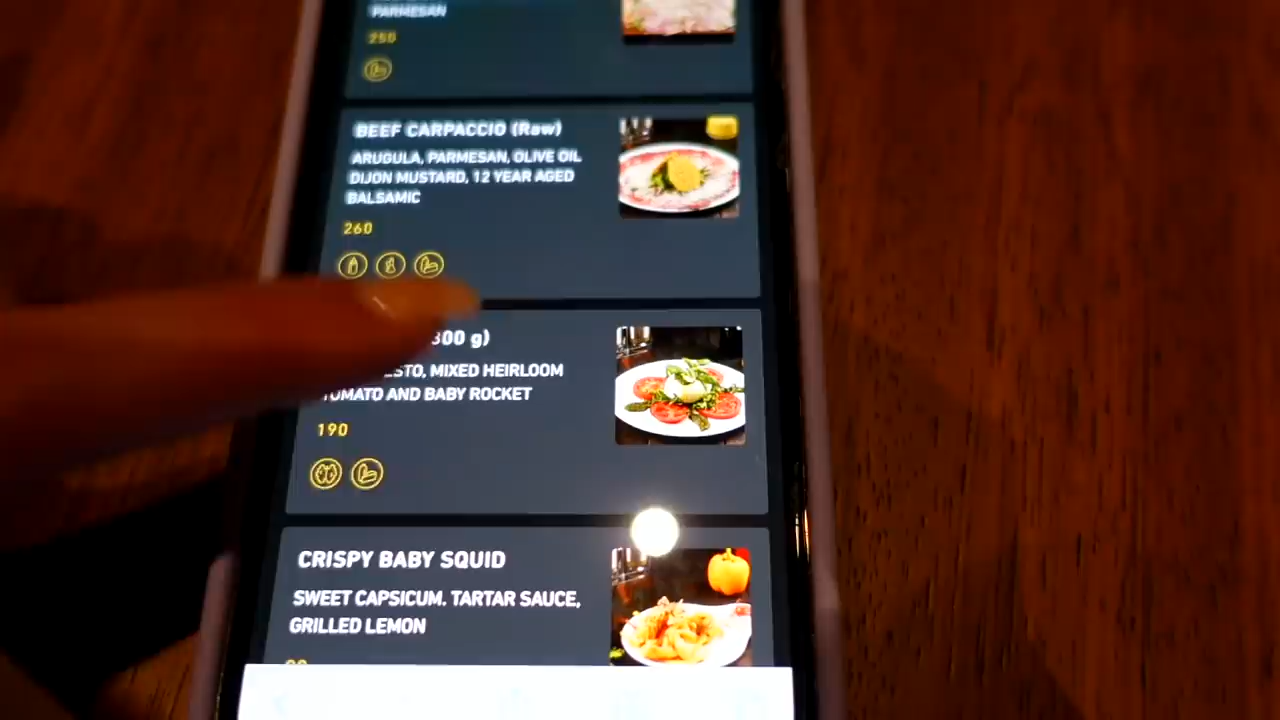 PARMESAN
250
BEEF CARPACCIO (Raw)
ARUGULA, PARMESAN, OLIVE OIL
DIJON MUSTARD, 12 YEAR AGED
BALSAMIC
260
300 g)
MIXED HEIRLOOM
TOMATO AND BABY ROCKET
190
CRISPY BABY SQUID
SWEET CAPSICUM. TARTAR SAUCE,
GRILLED LEMON